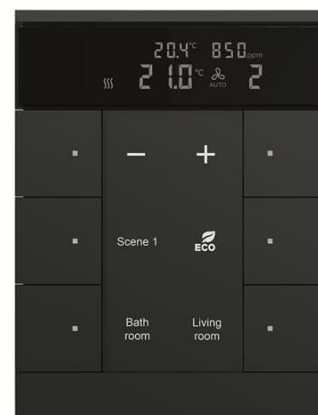 20.4°C 850ppm
21.0°C AUTO 2
− +
Scene 1
ECO
Bath room
Living room